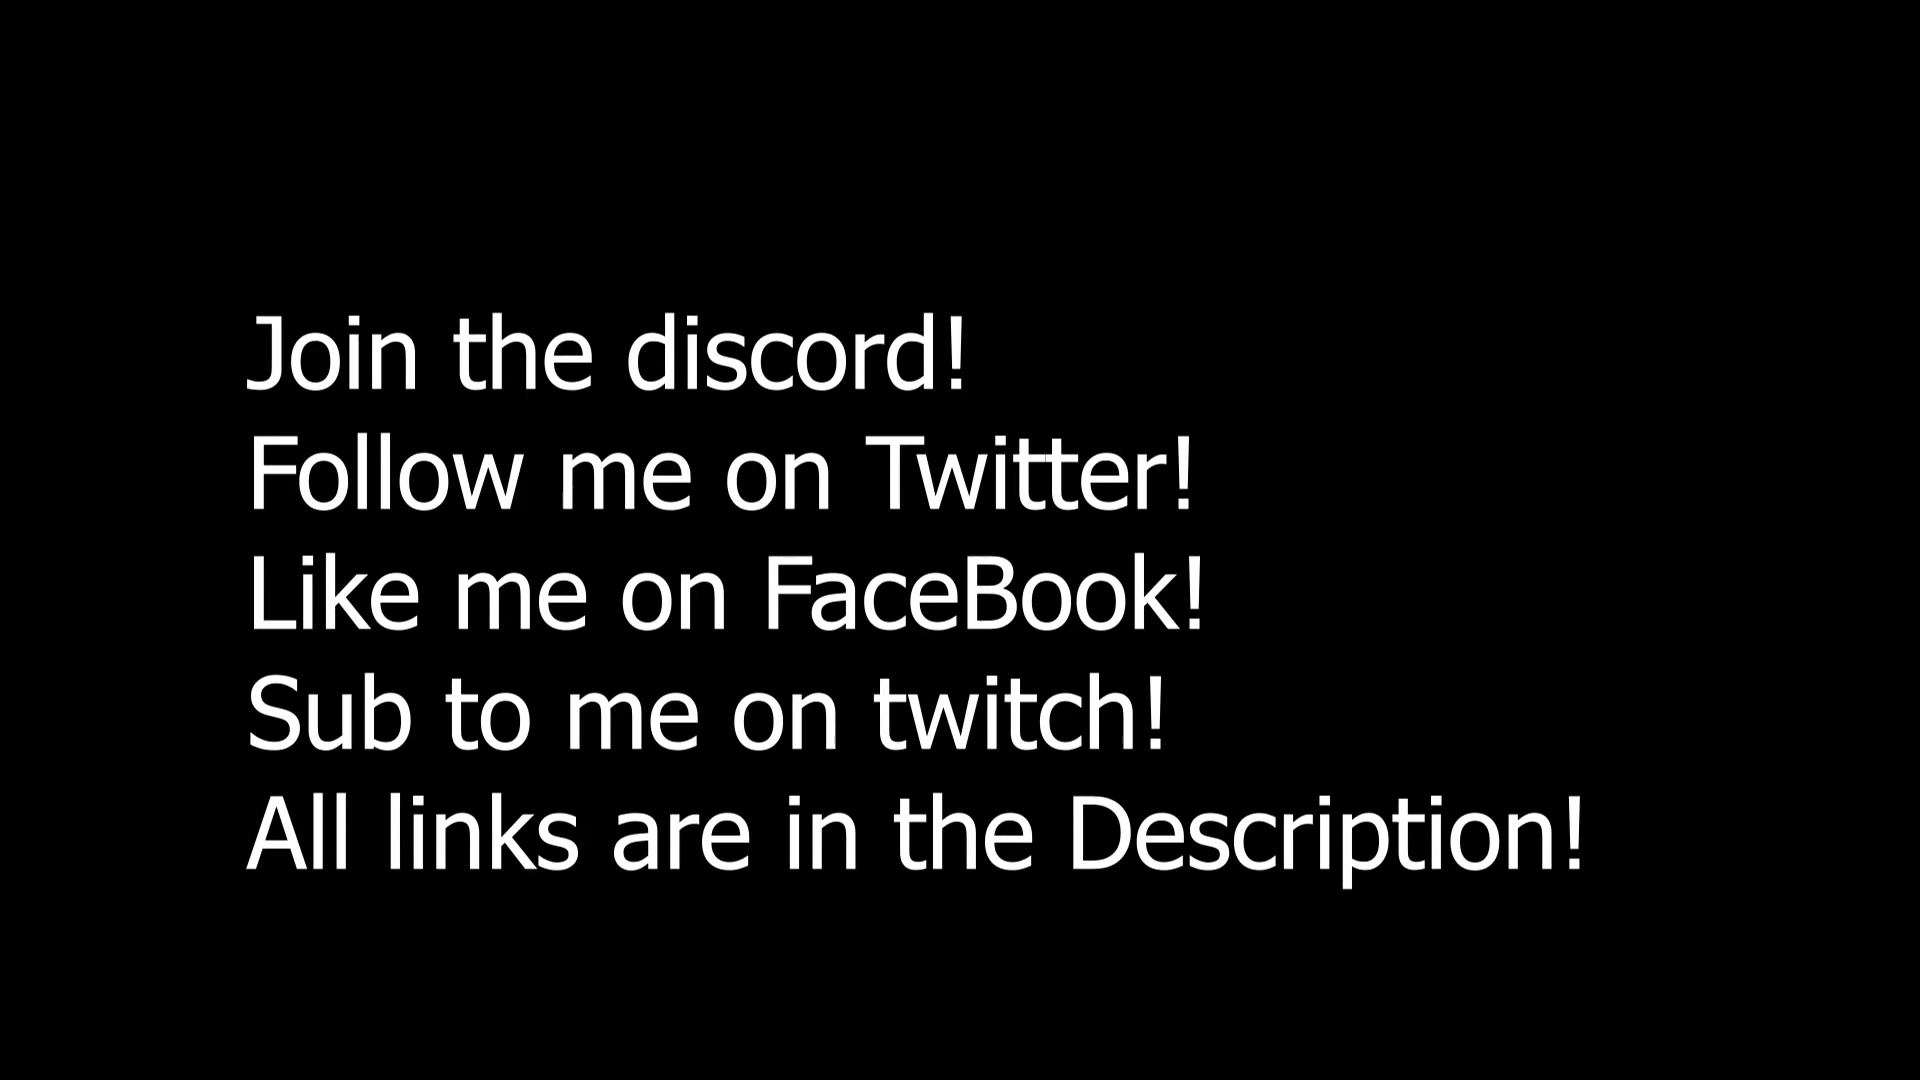 Join the discord!
Follow me on Twitter!
Like me on FaceBook!
Sub to me on twitch!
All links are in the Description!